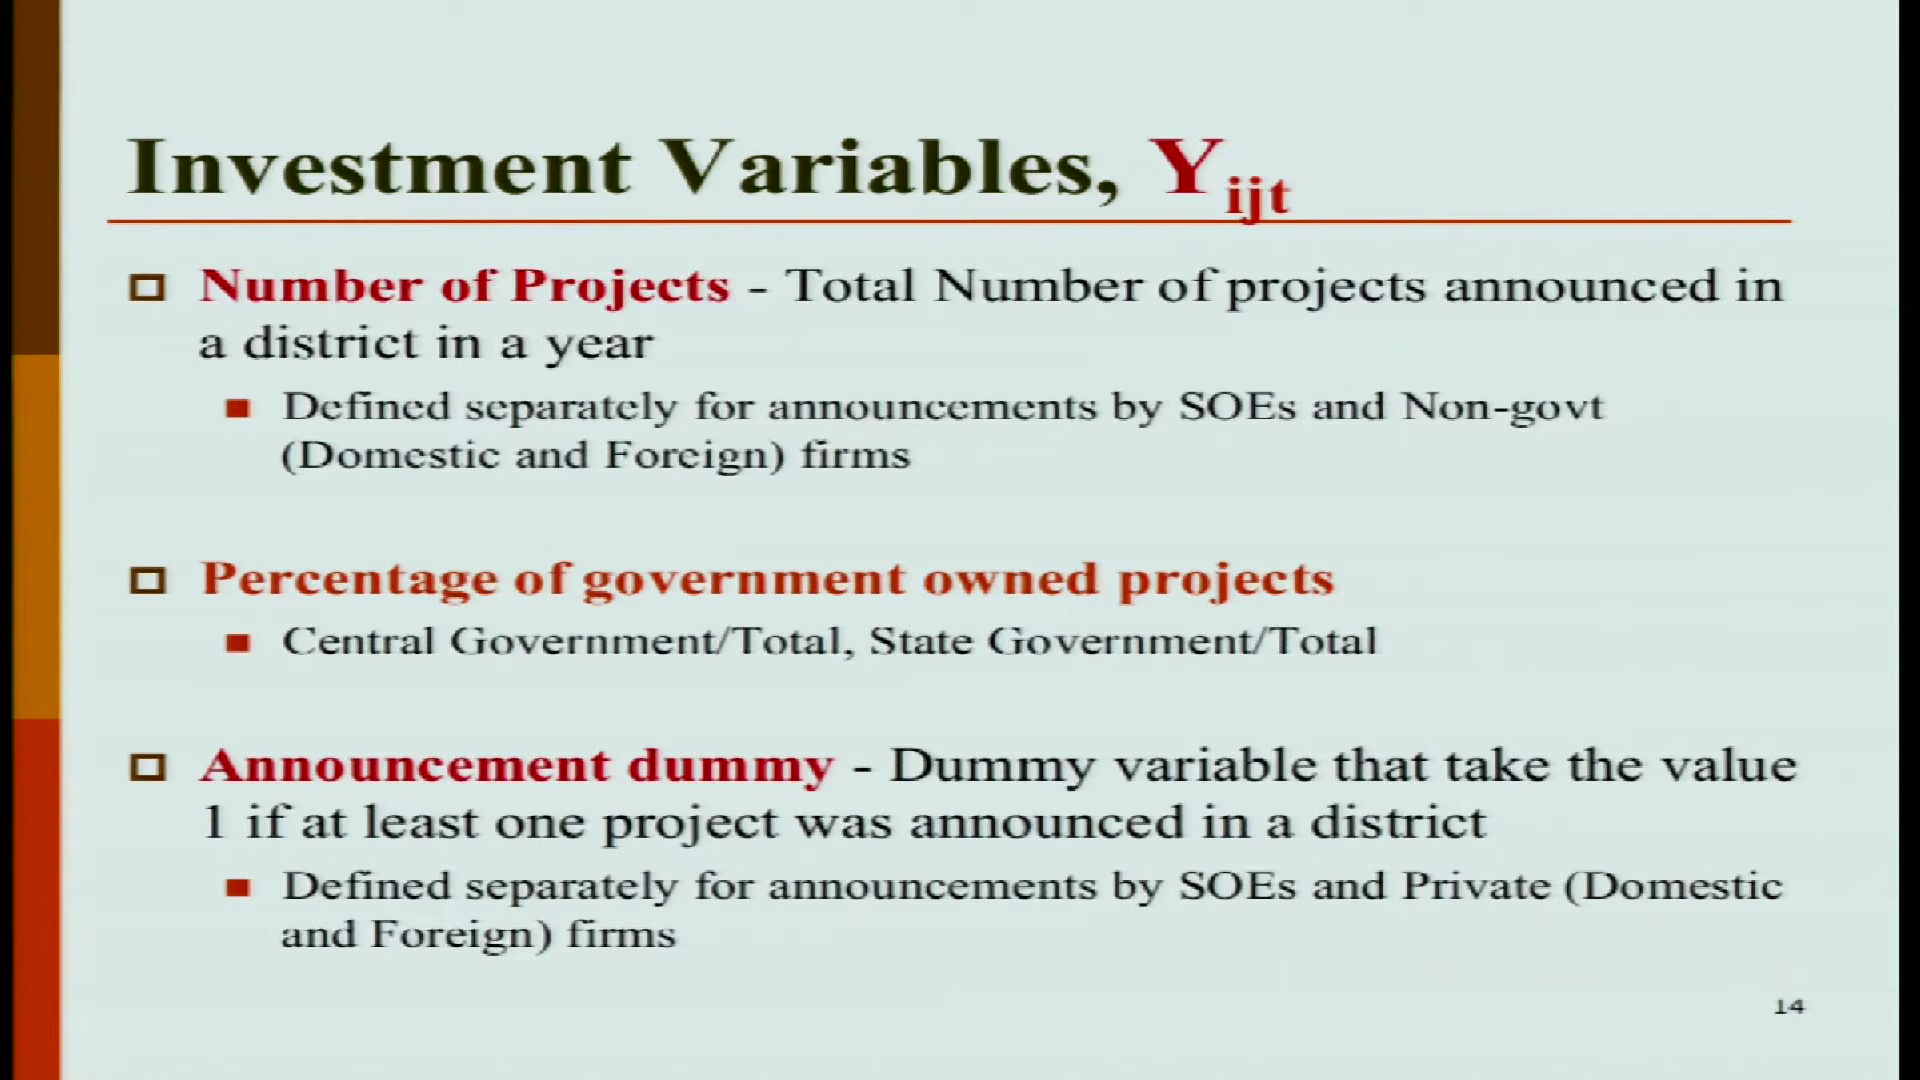 Investment Variables, Yijt
Number of Projects - Total Number of projects announced in
a district in a year
Defined separately for announcements by SOEs and Non-govt
(Domestic and Foreign) firms
Percentage of government owned projects
Central Government/Total, State Government/Total
Announcement dummy - Dummy variable that take the value
1 if at least one project was announced in a district
Defined separately for announcements by SOEs and Private (Domestic
and Foreign) firms
14